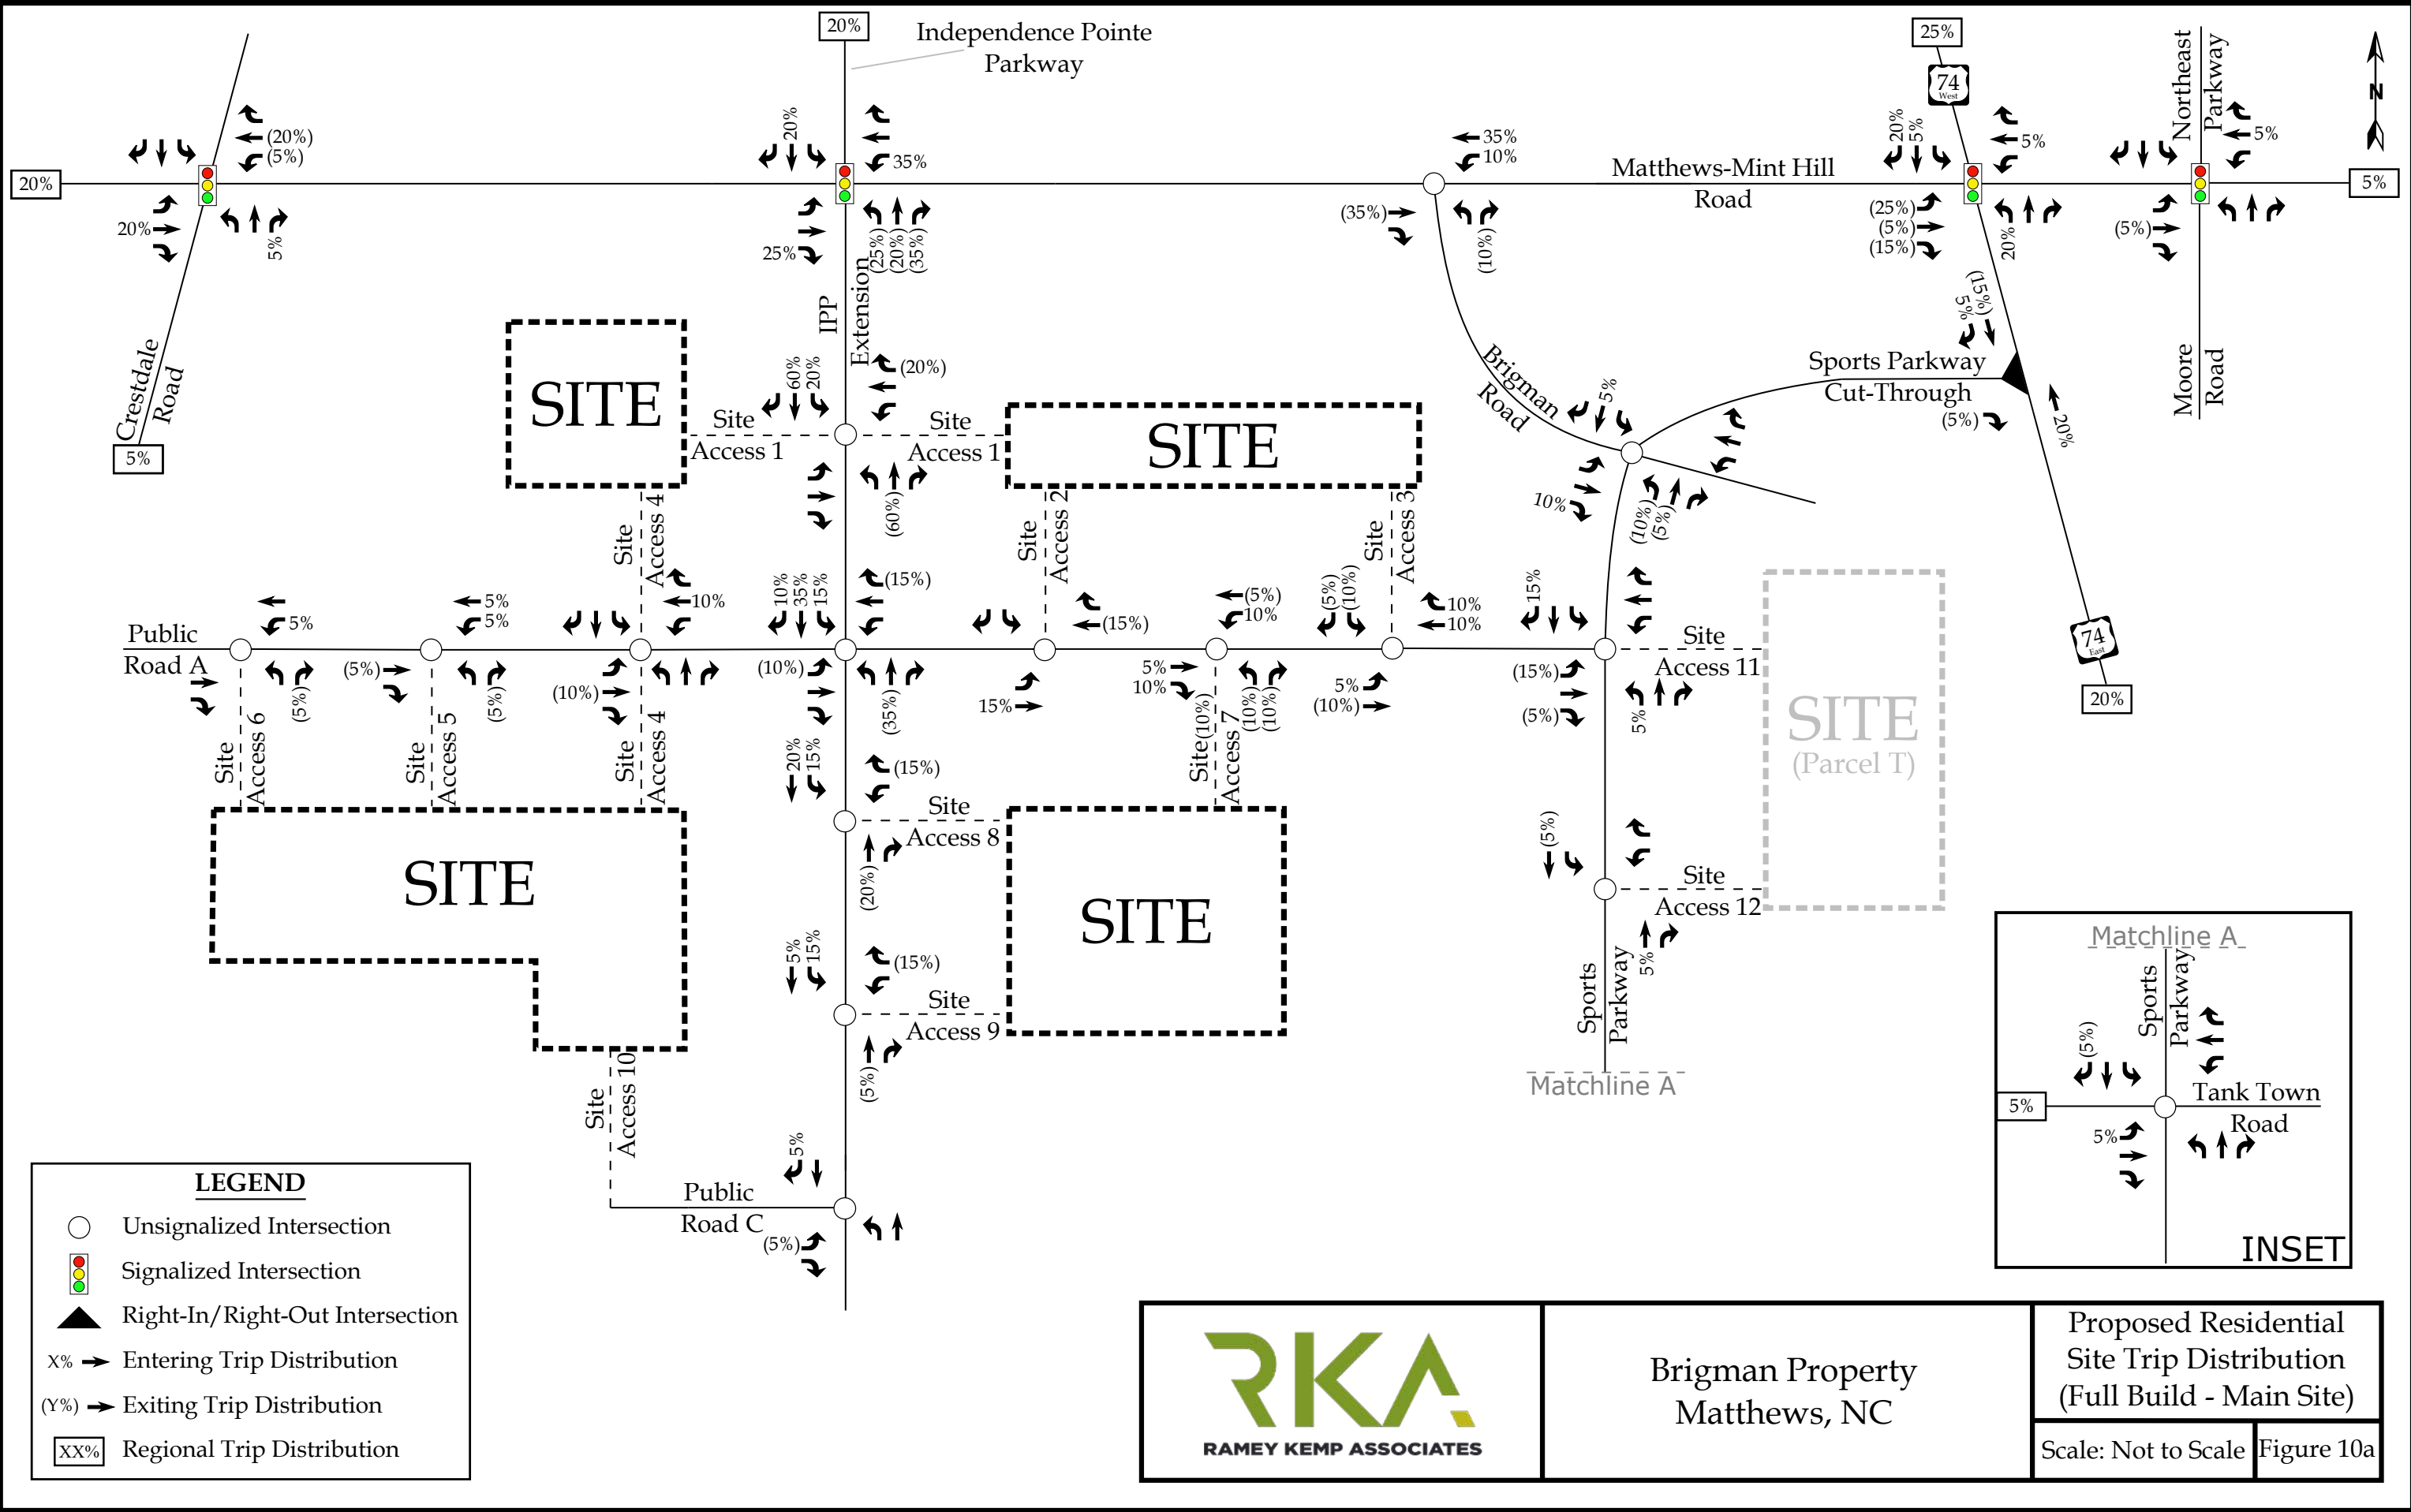 20%
Independence Pointe
Parkway
25%
74
West
Northeast
Parkway
N
(20%)
(5%)
20%
35%
35%
10%
Matthews-Mint Hill
Road
20%
5%
5%
5%
20%
5%
20%
5%
25%
(25%)
(20%)
(35%)
(35%)
(10%)
(25%)
(5%)
(15%)
20%
(5%)
IPP
Extension
(15%)
5%
Crestdale
Road
5%
SITE
60%
20%
(20%)
Site
Access 1
Site
Access 1
SITE
(60%)
Brigman
Road
5%
10%
(10%)
(5%)
Sports Parkway
Cut-Through
(5%)
20%
Moore
Road
Site
Access 4
Site
Access 2
Site
Access 3
Public
Road A
5%
5%
5%
10%
10%
35%
15%
(15%)
(15%)
(5%)
10%
(5%)
(10%)
10%
10%
15%
Site
Access 11
74
East
20%
(5%)
(5%)
(5%)
(10%)
(10%)
(35%)
15%
5%
10%
(10%)
(10%)
(10%)
5%
(10%)
(15%)
(5%)
5%
Site
Access 6
Site
Access 5
Site
Access 4
Site
Access 7
SITE
(Parcel T)
20%
15%
(15%)
Site
Access 8
(20%)
SITE
SITE
(5%)
Site
Access 12
5%
5%
15%
(15%)
Site
Access 9
(5%)
Sports
Parkway
Matchline A
Site
Access 10
5%
Public
Road C
(5%)
Matchline A
Sports
Parkway
(5%)
5%
Tank Town
Road
5%
INSET
LEGEND
Unsignalized Intersection
Signalized Intersection
Right-In/Right-Out Intersection
X% Entering Trip Distribution
(Y%) Exiting Trip Distribution
XX% Regional Trip Distribution
RKA
RAMEY KEMP ASSOCIATES
Brigman Property
Matthews, NC
Proposed Residential
Site Trip Distribution
(Full Build - Main Site)
Scale: Not to Scale
Figure 10a